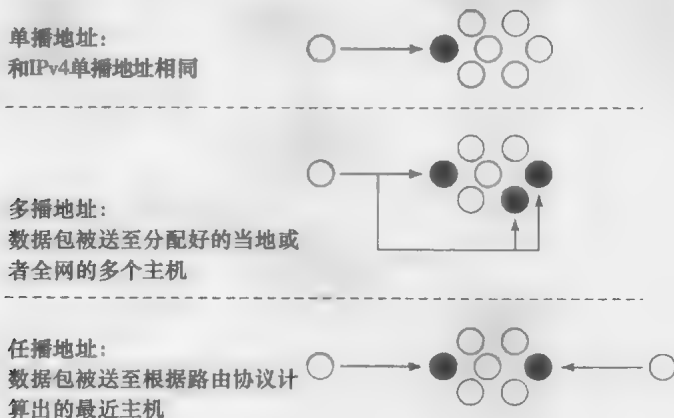 单播地址：
和IPv4单播地址相同
多播地址：
数据包被送至分配好的当地或
者全网的多个主机
任播地址：
数据包被送至根据路由协议计
算出的最近主机